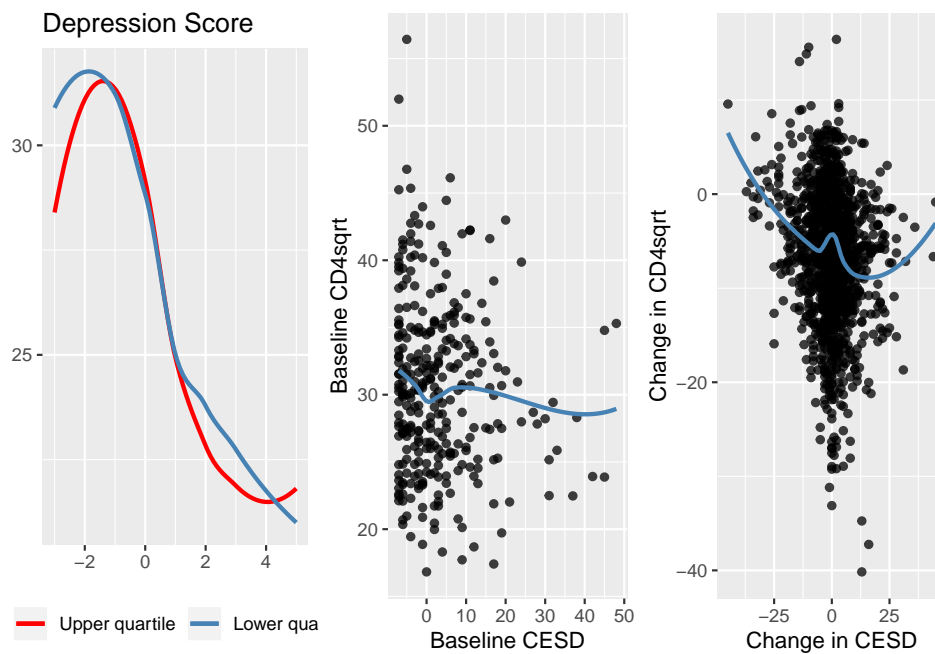 Depression Score
30
25
−2 0 2 4
Upper quartile Lower qua
Baseline CD4sqrt
50
40
30
20
0 10 20 30 40 50
Baseline CESD
Change in CD4sqrt
0
−20
−40
−25 0 25
Change in CESD